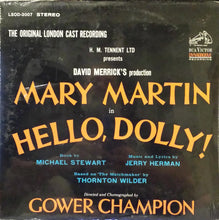 LSOD-2007 STEREO
THE ORIGINAL LONDON CAST RECORDING
RCA VICTOR
H. M. TENNENT LTD
presents
DAVID MERRICK'S production
MARY MARTIN
in
HELLO, DOLLY!
Book by
MICHAEL STEWART
Music and Lyrics by
JERRY HERMAN
Based on 'The Matchmaker' by
THORNTON WILDER
Directed and Choreographed by
GOWER CHAMPION